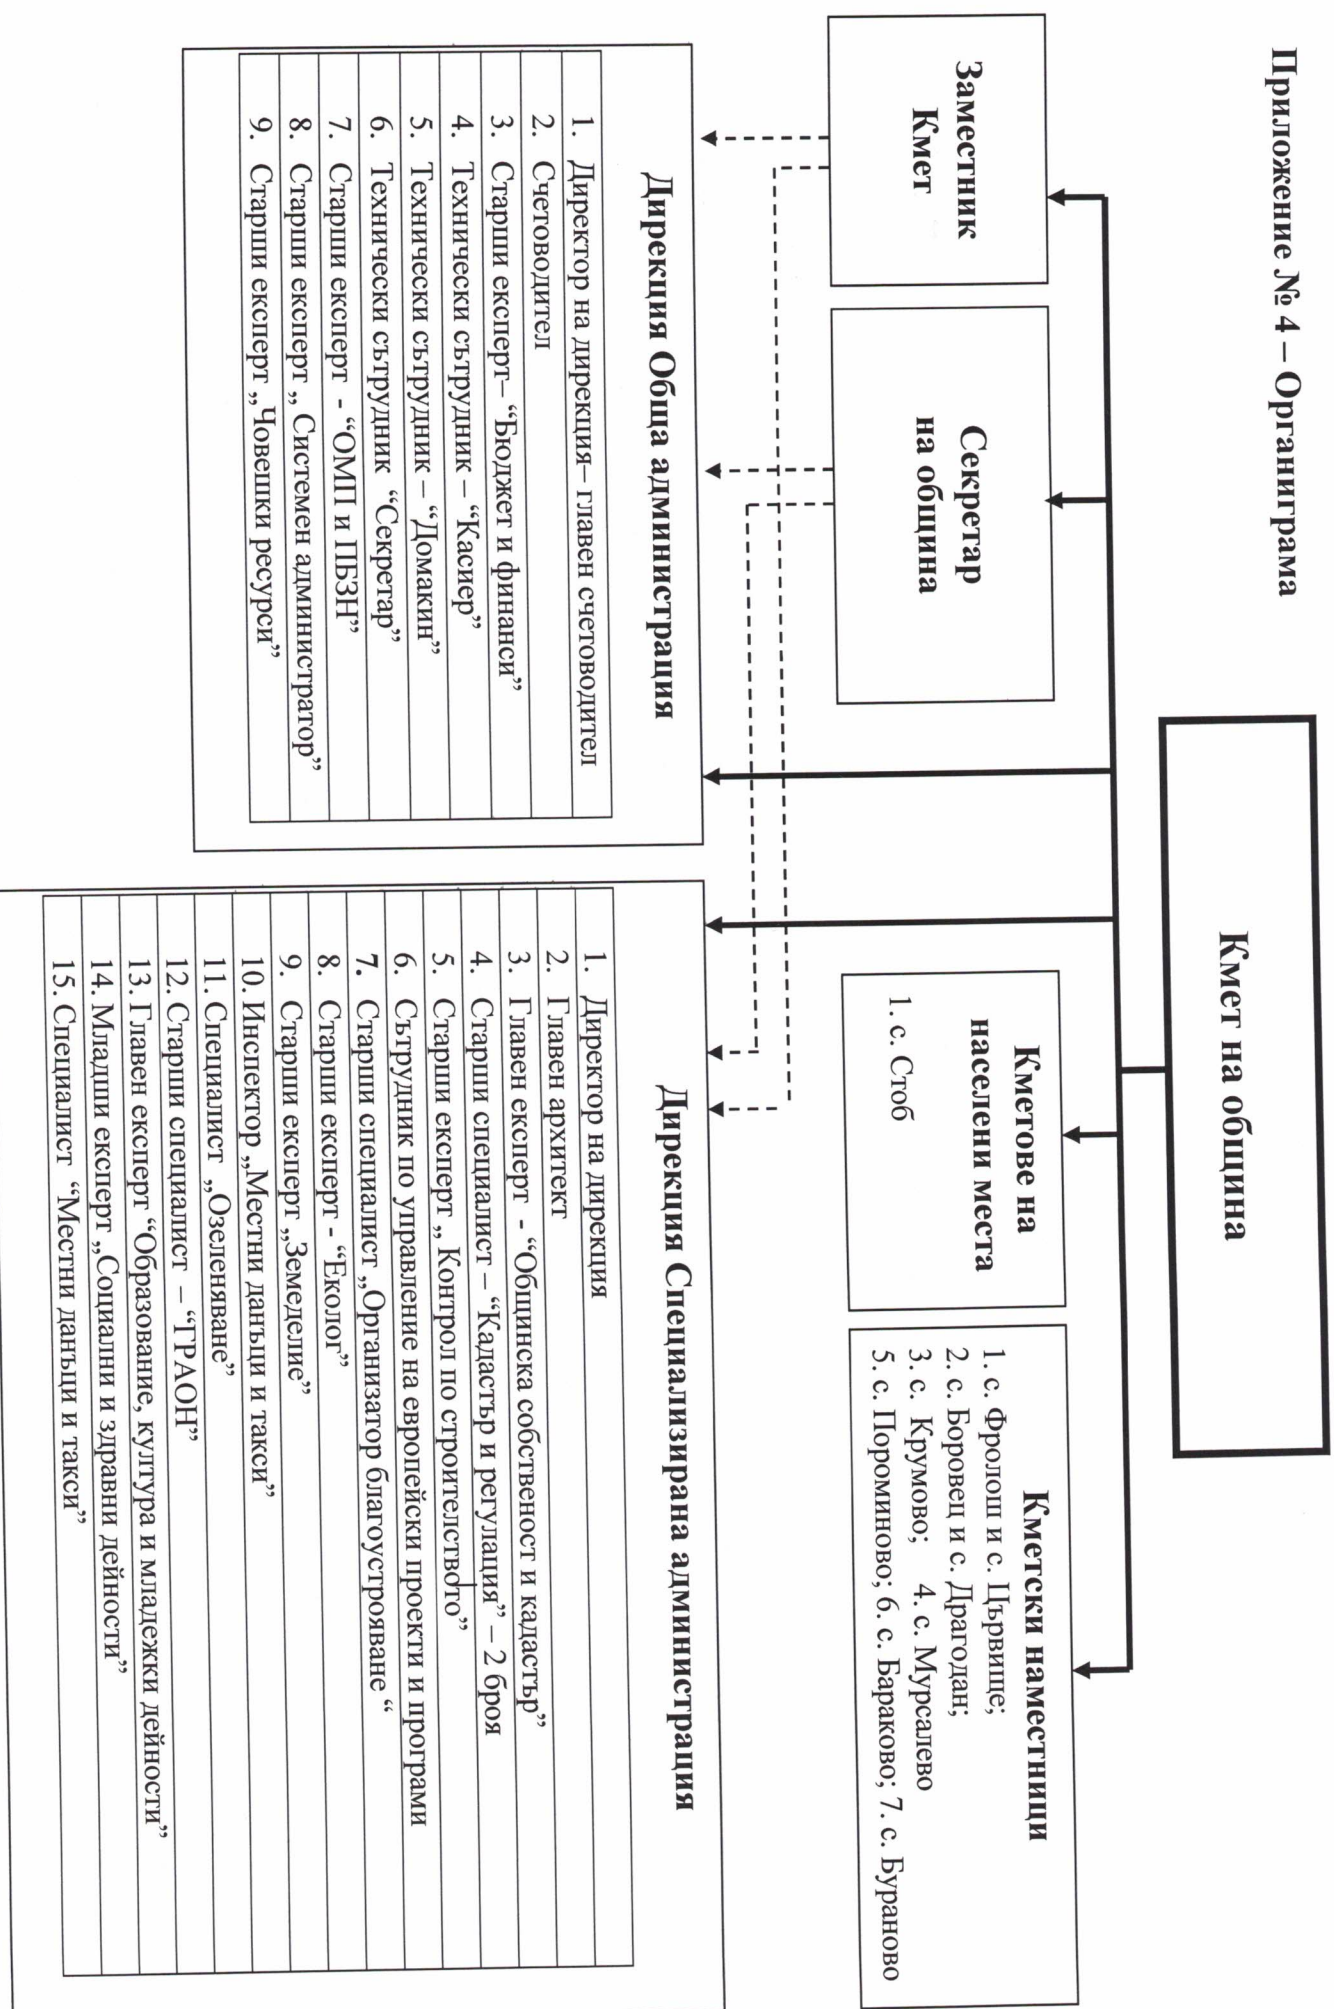 Приложение № 4 – Органиграма
Кмет на община
Заместник
Кмет
Секретар
на община
Кметове на
населени места
1. с. Стоб
Кметски наместници
1. с. Фролош и с. Цървище;
2. с. Боровец и с. Драгодан;
3. с. Крумово; 4. с. Мурсалево
5. с. Пороминово; 6. с. Бараково; 7. с. Бураново
Дирекция Обща администрация
1. Директор на дирекция– главен счетоводител
2. Счетоводител
3. Старши експерт– “Бюджет и финанси”
4. Технически сътрудник – “Касиер”
5. Технически сътрудник – “Домакин”
6. Технически сътрудник “Секретар”
7. Старши експерт - “ОМП и ПБЗН”
8. Старши експерт „ Системен администратор”
9. Старши експерт „Човешки ресурси”
Дирекция Специализирана администрация
1. Директор на дирекция
2. Главен архитект
3. Главен експерт - “Общинска собственост и кадастър”
4. Старши специалист – “Кадастър и регулация” – 2 броя
5. Старши експерт „ Контрол по строителството”
6. Сътрудник по управление на европейски проекти и програми
7. Старши специалист „Организатор благоустрояване “
8. Старши експерт - “Еколог”
9. Старши експерт „Земеделие”
10. Инспектор „Местни данъци и такси”
11. Специалист „Озеленяване”
12. Старши специалист – “ГРАОН”
13. Главен експерт “Образование, култура и младежки дейности”
14. Младши експерт „Социални и здравни дейности”
15. Специалист “Местни данъци и такси”